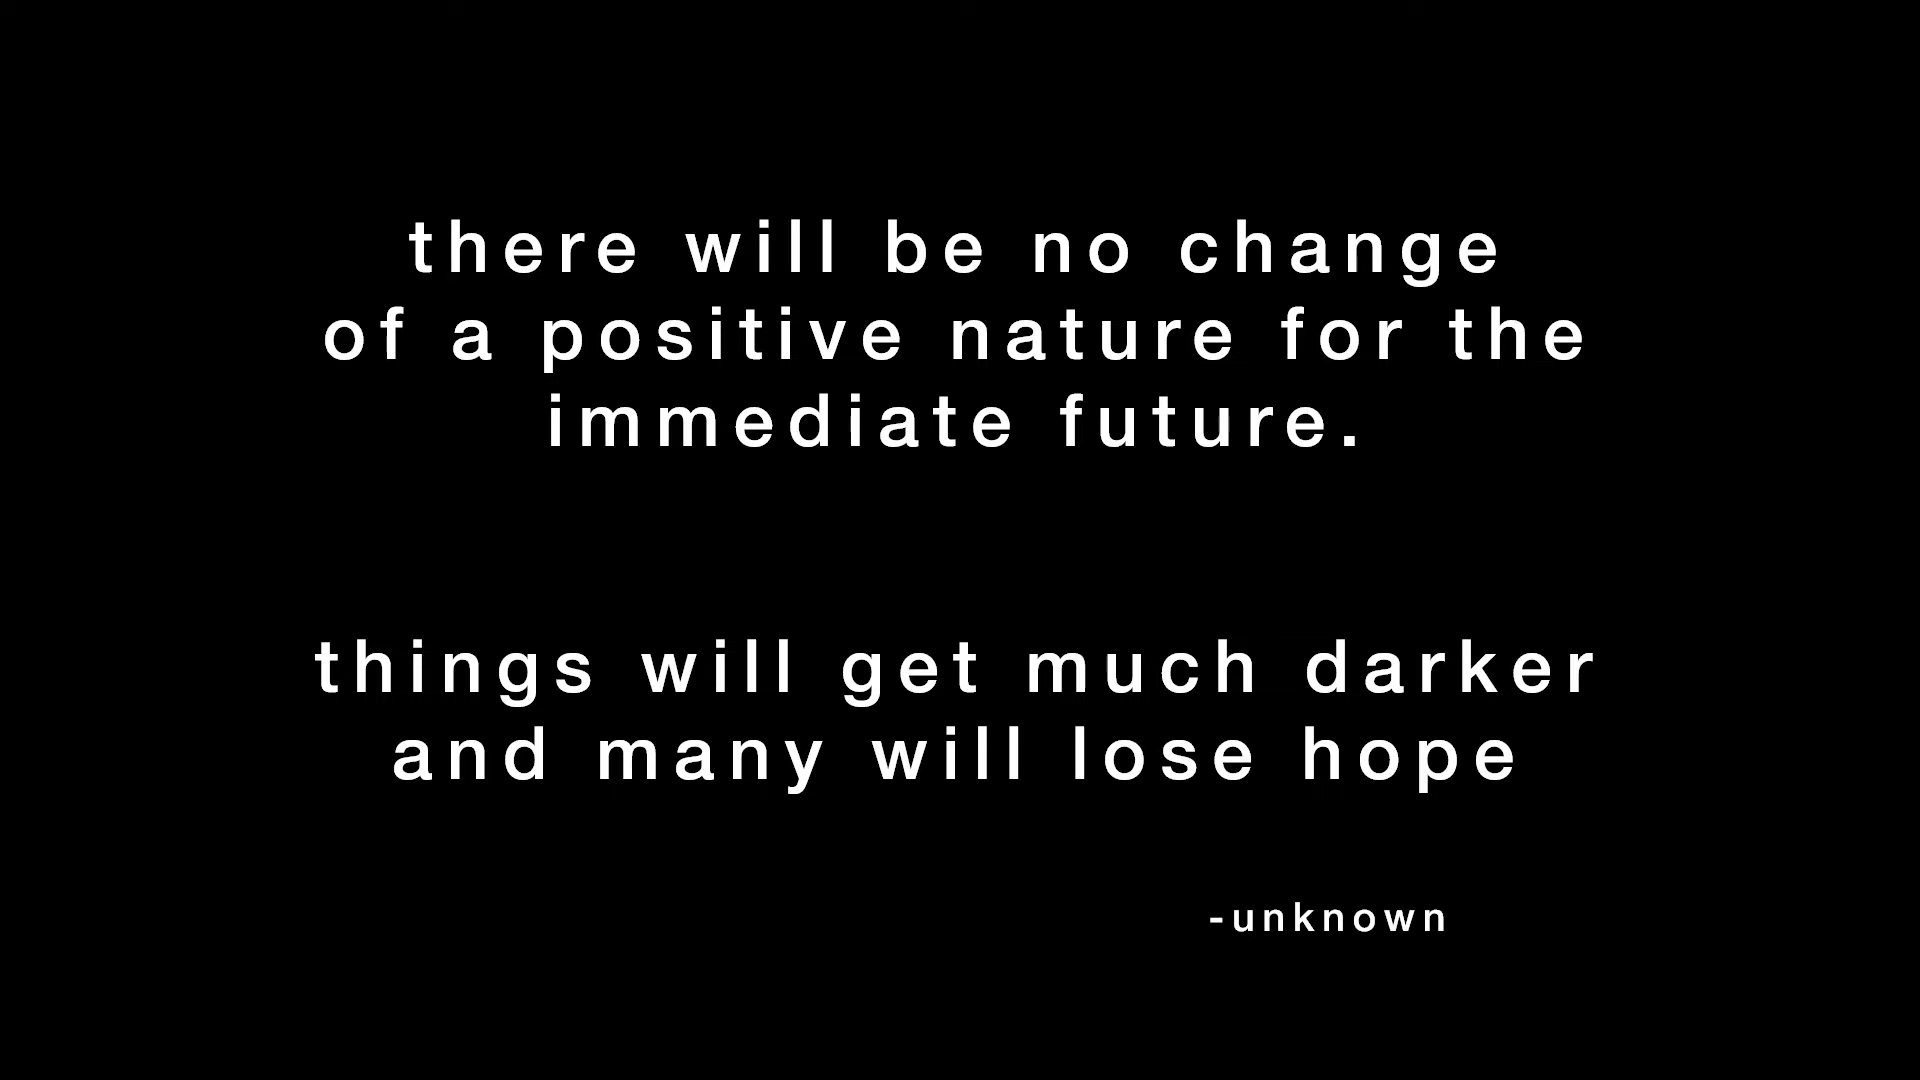 there will be no change
of a positive nature for the
immediate future.
things will get much darker
and many will lose hope
-unknown